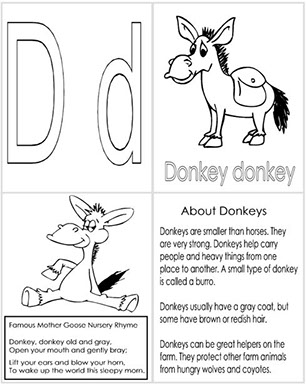 D d
Donkey donkey
Famous Mother Goose Nursery Rhyme
Donkey, donkey old and gray,
Open your mouth and gently bray;
Lift your ears and blow your horn,
To wake up the world this sleepy morn.
About Donkeys
Donkeys are smaller than horses. They
are very strong. Donkeys help carry
people and heavy things from one
place to another. A small type of donkey
is called a burro.
Donkeys usually have a gray coat, but
some have brown or redish hair.
Donkeys can be great helpers on the
farm. They protect other farm animals
from hungry wolves and coyotes.